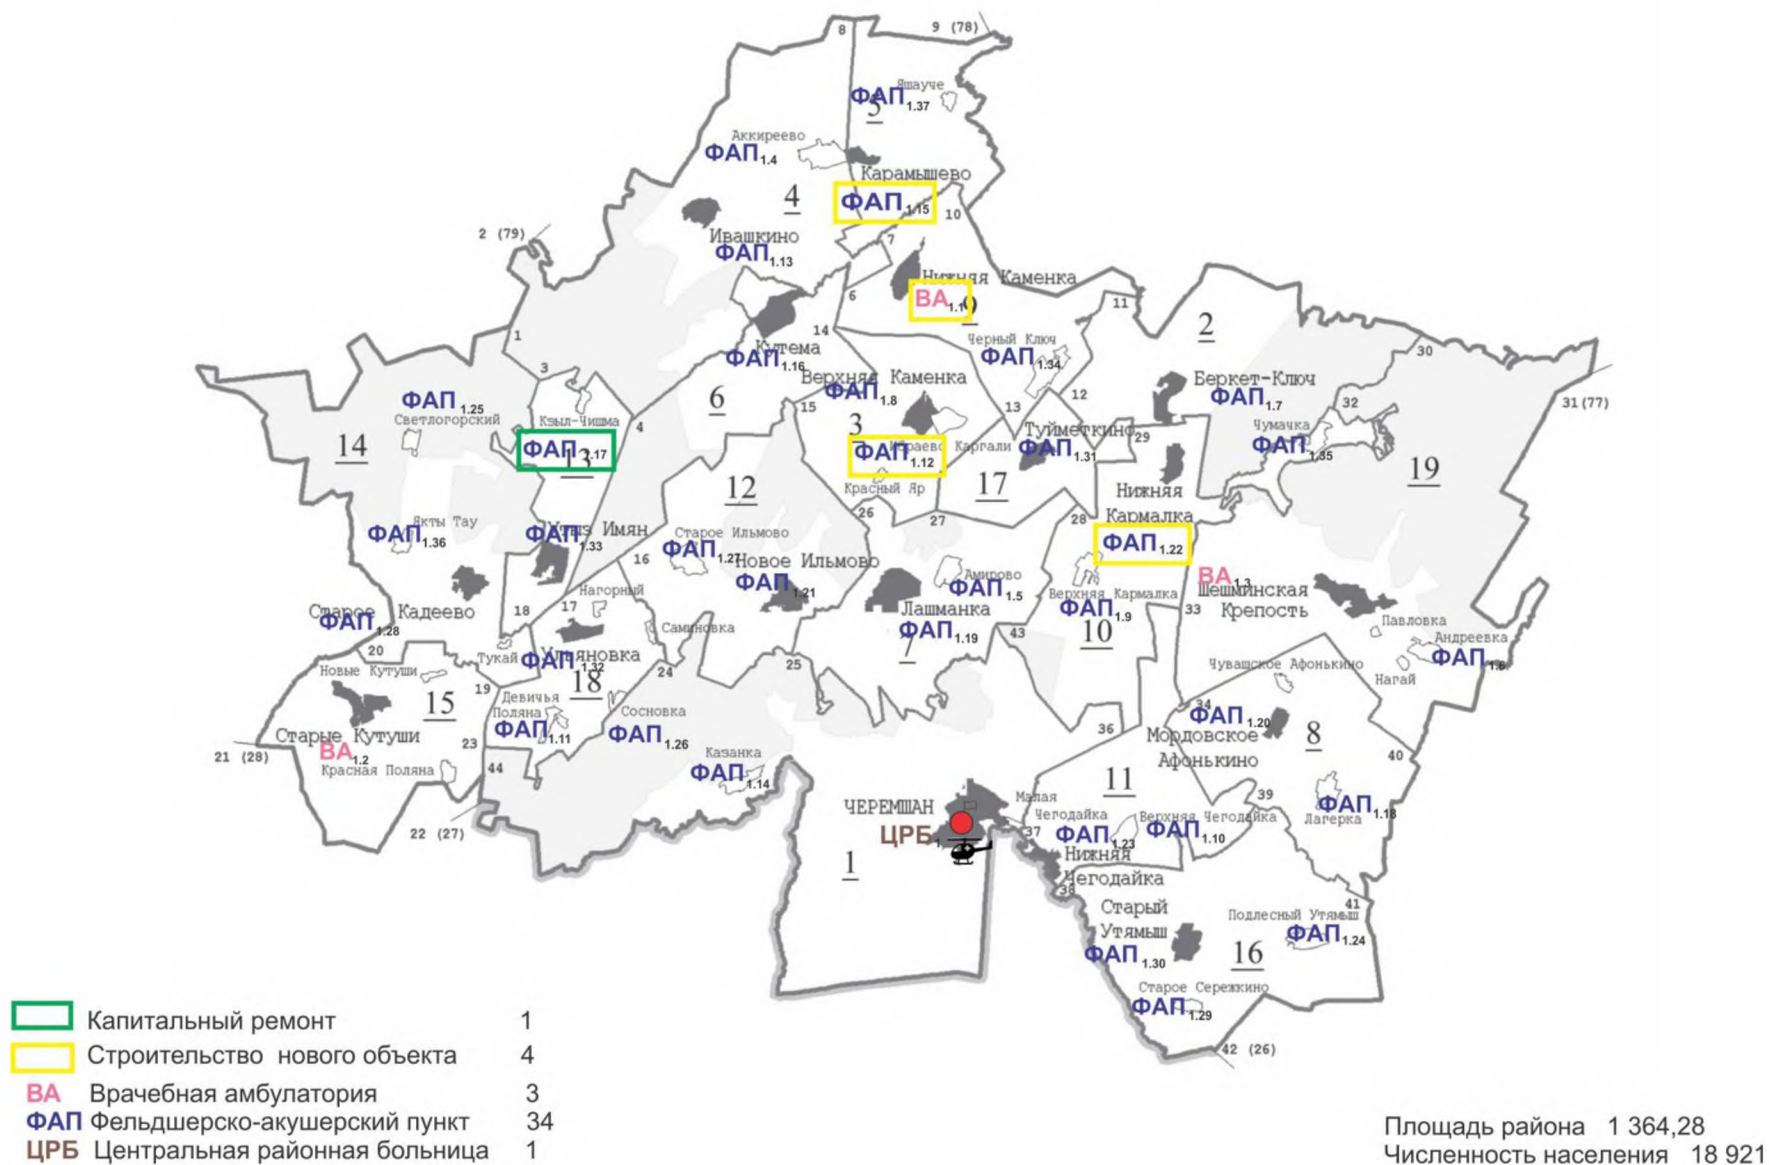 8
9 (78)
Яшауче
ФАП 1.37
5
Аккиреево
ФАП 1.4
Карамышево
4
ФАП 1.15
10
2 (79)
Ивашкино
7
ФАП 1.13
Нижняя Каменка
6
ВА 1.1
9
11
2
1
14
Черный Ключ
Кутема
ФАП 1.16
ФАП 1.34
30
3
Верхняя Каменка
Беркет-Ключ
ФАП 1.8
12
ФАП 1.7
31 (77)
ФАП 1.25
6
15
13
32
Светлогорский
Кзыл-Чишма
4
3
Туйметкино
29
Чумачка
14
ФАП 1.17
13
Ибраево Каргали
ФАП 1.12
ФАП 1.31
ФАП 1.35
19
12
Красный Яр
17
Нижняя
Кармалка
26
27
28
Якты Тау
ФАП 1.36
Утыз Имян
ФАП 1.33
Старое Ильмово
ФАП 1.27
ФАП 1.22
16
Новое Ильмово
ФАП 1.21
Амирово
ФАП 1.5
ВА 1.3
Шешминская
Крепость
Нагорный
Верхняя Кармалка
ФАП 1.9
33
Старое Кадеево
ФАП 1.28
18
17
Лашманка
ФАП 1.19
Павловка
Саминовка
43
10
Андреевка
20
Тукай
Ульяновка
ФАП 1.32
7
ФАП 1.6
Новые Кутуши
24
25
Чувашское Афонькино
Нагай
19
18
15
Девичья
Поляна
ФАП 1.11
Сосновка
ФАП 1.26
34
ФАП 1.20
36
Мордовское
Афонькино
8
Старые Кутуши
ВА 1.2
23
21 (28)
Красная Поляна
44
Казанка
ФАП 1.14
40
11
39
ЧЕРЕМШАН
Малая
Чегодайка
Верхняя Чегодайка
ФАП 1.18
Лагерка
22 (27)
ЦРБ
37
ФАП 1.23
ФАП 1.10
1
Нижняя
Чегодайка
38
Старый
Утямыш
41
Подлесный Утямыш
ФАП 1.24
ФАП 1.30
16
Старое Сережкино
ФАП 1.29
42 (26)
Капитальный ремонт 1
Строительство нового объекта 4
ВА Врачебная амбулатория 3
ФАП Фельдшерско-акушерский пункт 34
ЦРБ Центральная районная больница 1
Площадь района 1 364,28
Численность населения 18 921